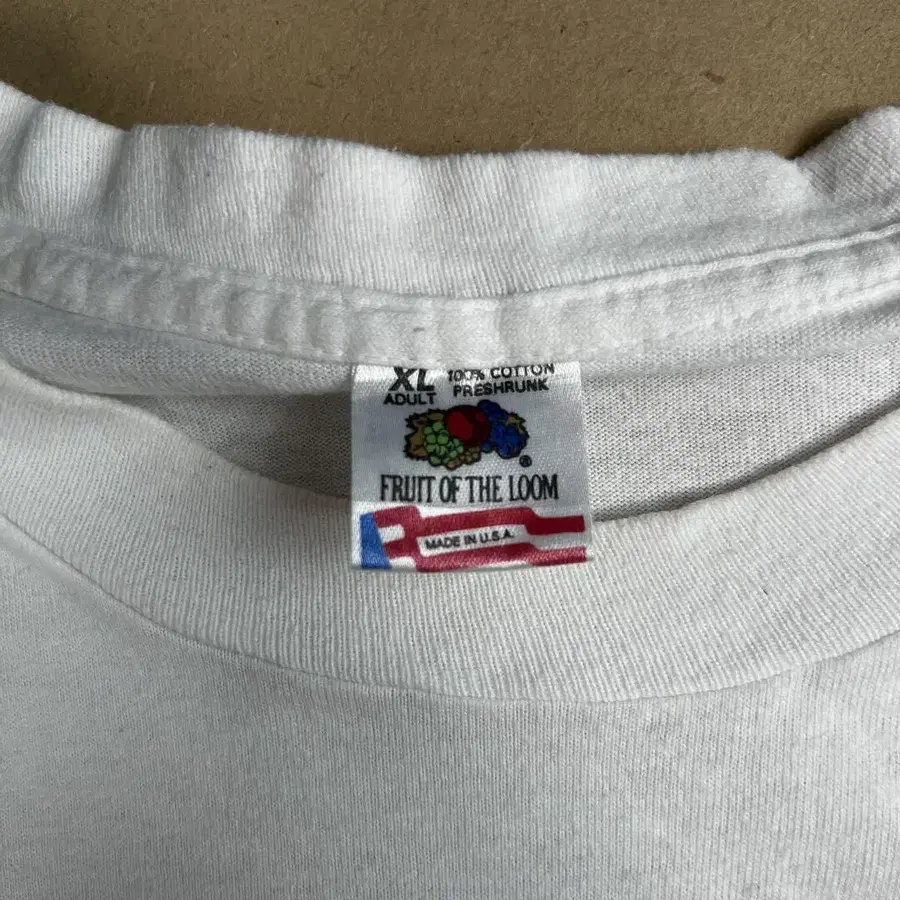 XL 100% COTTON
ADULT PRESHRUNK
®
FRUIT OF THE LOOM
MADE IN U.S.A.